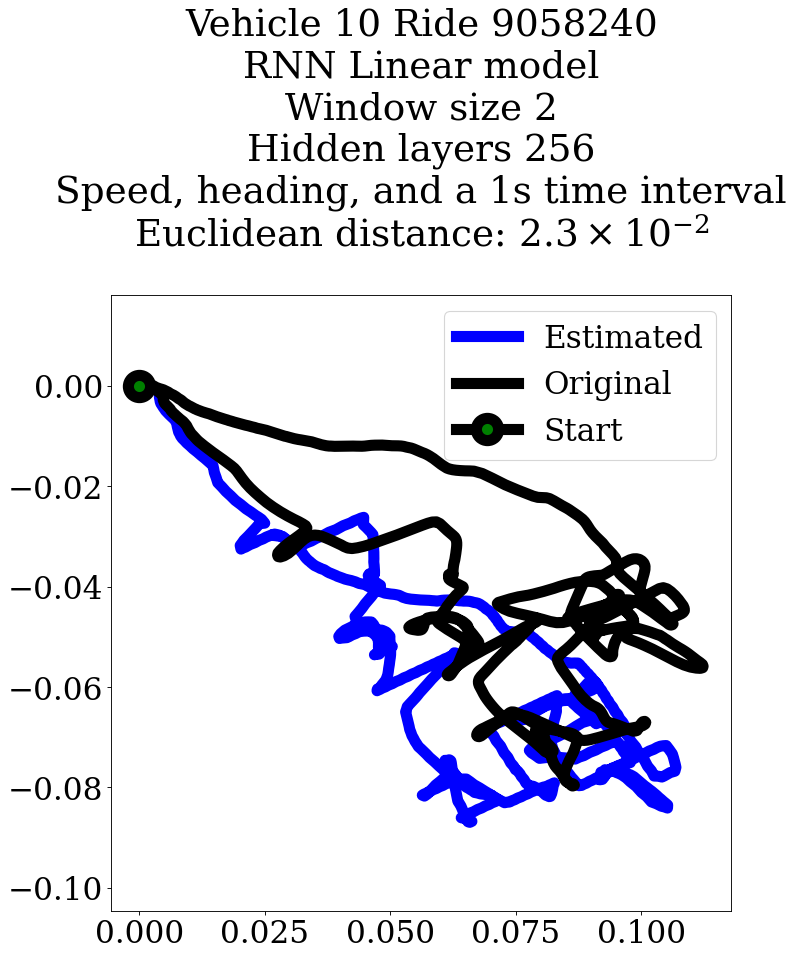 Vehicle 10 Ride 9058240
RNN Linear model
Window size 2
Hidden layers 256
Speed, heading, and a 1s time interval
Euclidean distance: 2.3 × 10⁻²
Estimated
Original
Start
0.00
−0.02
−0.04
−0.06
−0.08
−0.10
0.000 0.025 0.050 0.075 0.100